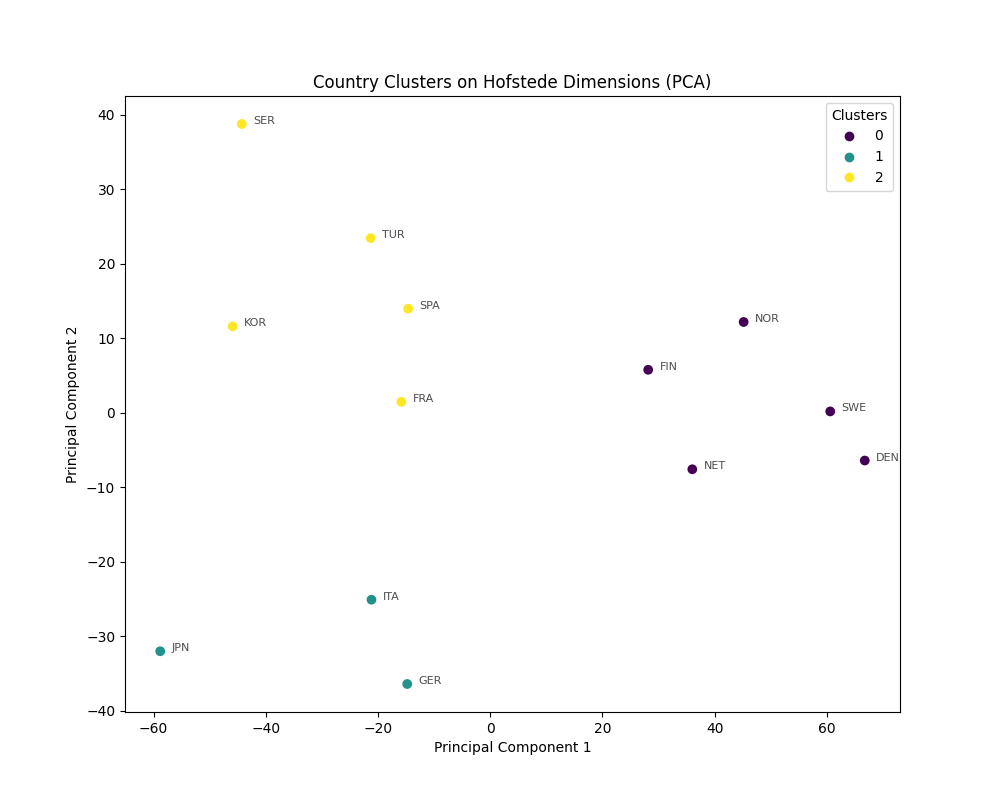 Country Clusters on Hofstede Dimensions (PCA)
Clusters
0
1
2
40
30
20
10
0
−10
−20
−30
−40
Principal Component 2
SER
TUR
SPA
KOR
NOR
FIN
FRA
SWE
DEN
NET
ITA
JPN
GER
−60 −40 −20 0 20 40 60
Principal Component 1